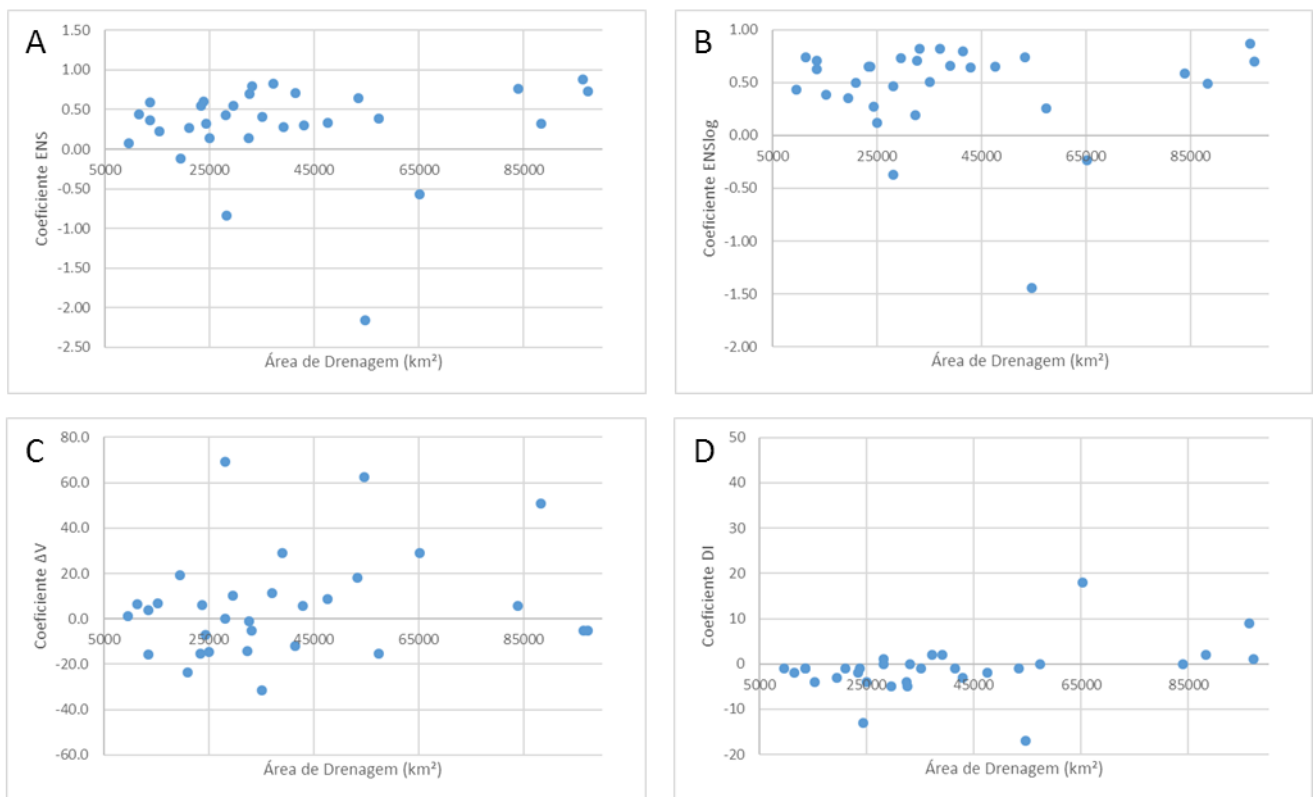 A
1.50
1.00
0.50
0.00
-0.50
-1.00
-1.50
-2.00
-2.50
5000 25000 45000 65000 85000
Coeficiente ENS
Área de Drenagem (km²)
B
1.00
0.50
0.00
-0.50
-1.00
-1.50
-2.00
5000 25000 45000 65000 85000
Coeficiente ENSlog
Área de Drenagem (km²)
C
80.0
60.0
40.0
20.0
0.0
-20.0
-40.0
-60.0
5000 25000 45000 65000 85000
Coeficiente ΔV
Área de Drenagem (km²)
D
50
40
30
20
10
0
-10
-20
5000 25000 45000 65000 85000
Coeficiente DI
Área de Drenagem (km²)